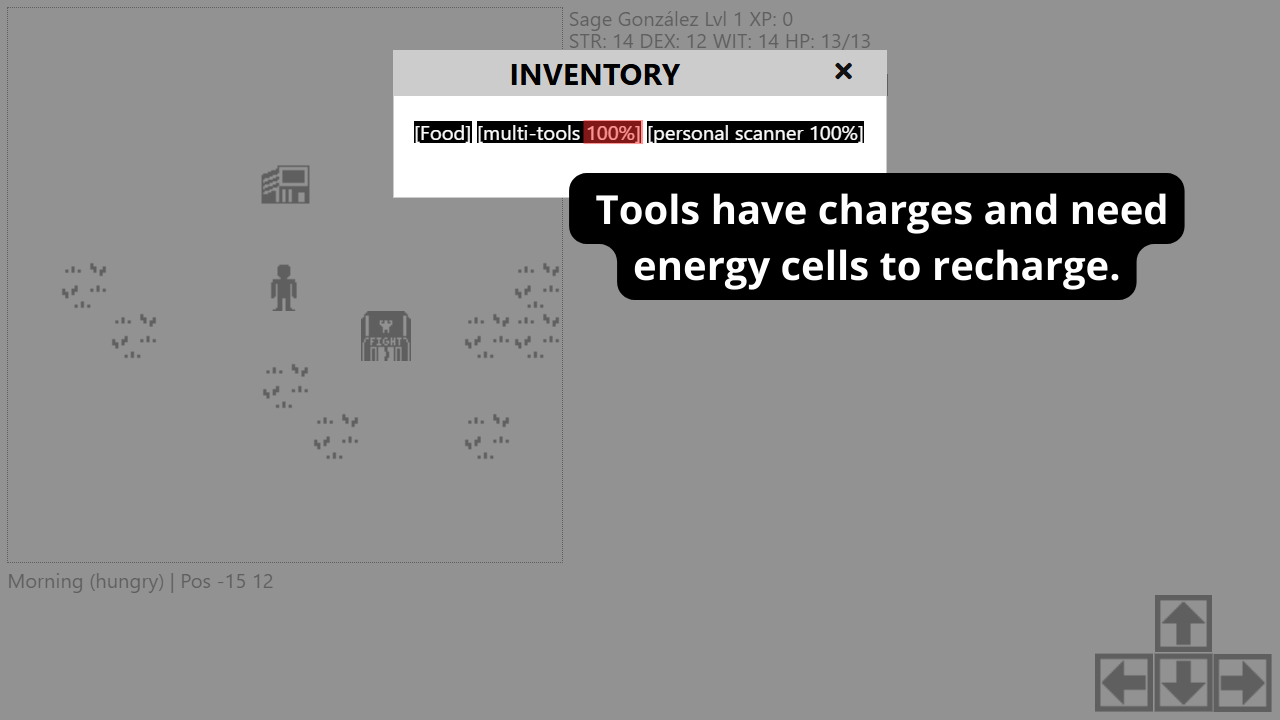 Sage González Lvl 1 XP: 0
STR: 14 DEX: 12 WIT: 14 HP: 13/13
INVENTORY
[Food] [multi-tools 100%] [personal scanner 100%]
Tools have charges and need
energy cells to recharge.
FIGHT
Morning (hungry) | Pos -15 12